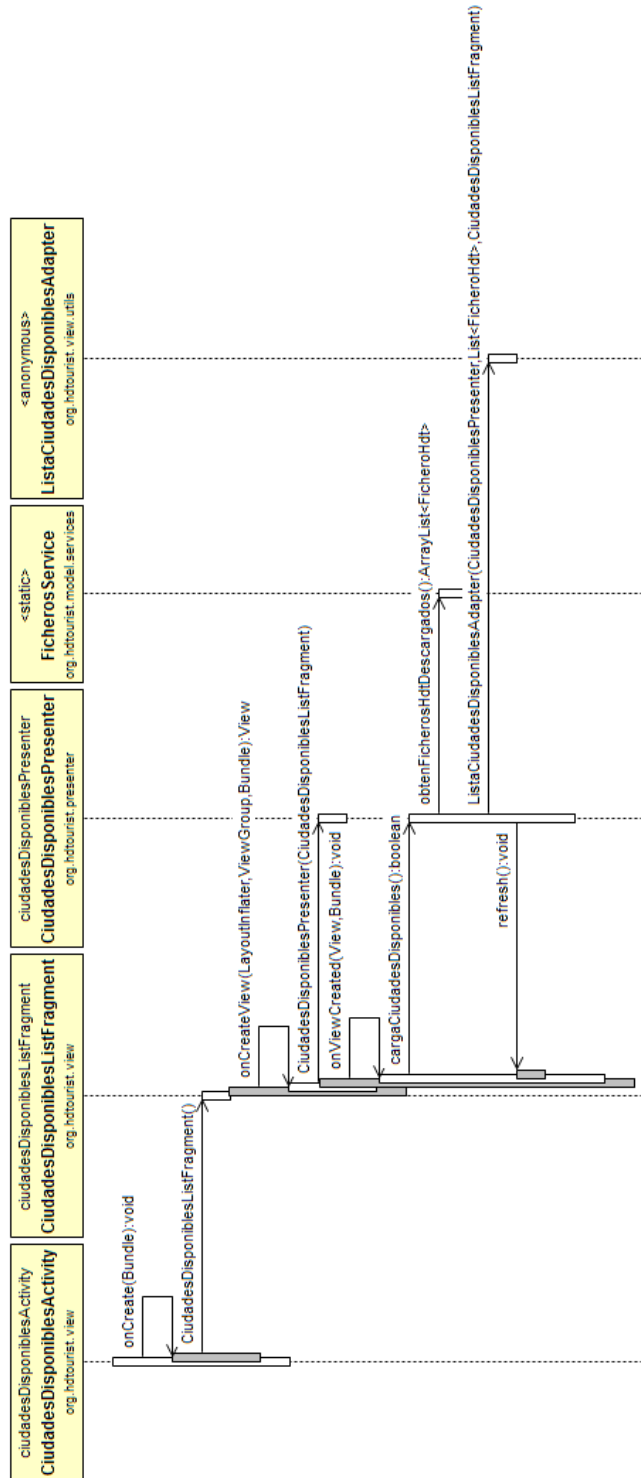 ciudadesDisponiblesActivity
CiudadesDisponiblesActivity
org.hdtourist.view
ciudadesDisponiblesListFragment
CiudadesDisponiblesListFragment
org.hdtourist.view
ciudadesDisponiblesPresenter
CiudadesDisponiblesPresenter
org.hdtourist.presenter
<static>
FicherosService
org.hdtourist.model.services
<anonymous>
ListaCiudadesDisponiblesAdapter
org.hdtourist.view.utils
onCreate(Bundle):void
CiudadesDisponiblesListFragment()
onCreateView(LayoutInflater,ViewGroup,Bundle):View
CiudadesDisponiblesPresenter(CiudadesDisponiblesListFragment)
onViewCreated(View,Bundle):void
cargaCiudadesDisponibles():boolean
obtenFicherosHdtDescargados():ArrayList<FicheroHdt>
ListaCiudadesDisponiblesAdapter(CiudadesDisponiblesPresenter,List<FicheroHdt>,CiudadesDisponiblesListFragment)
refresh():void